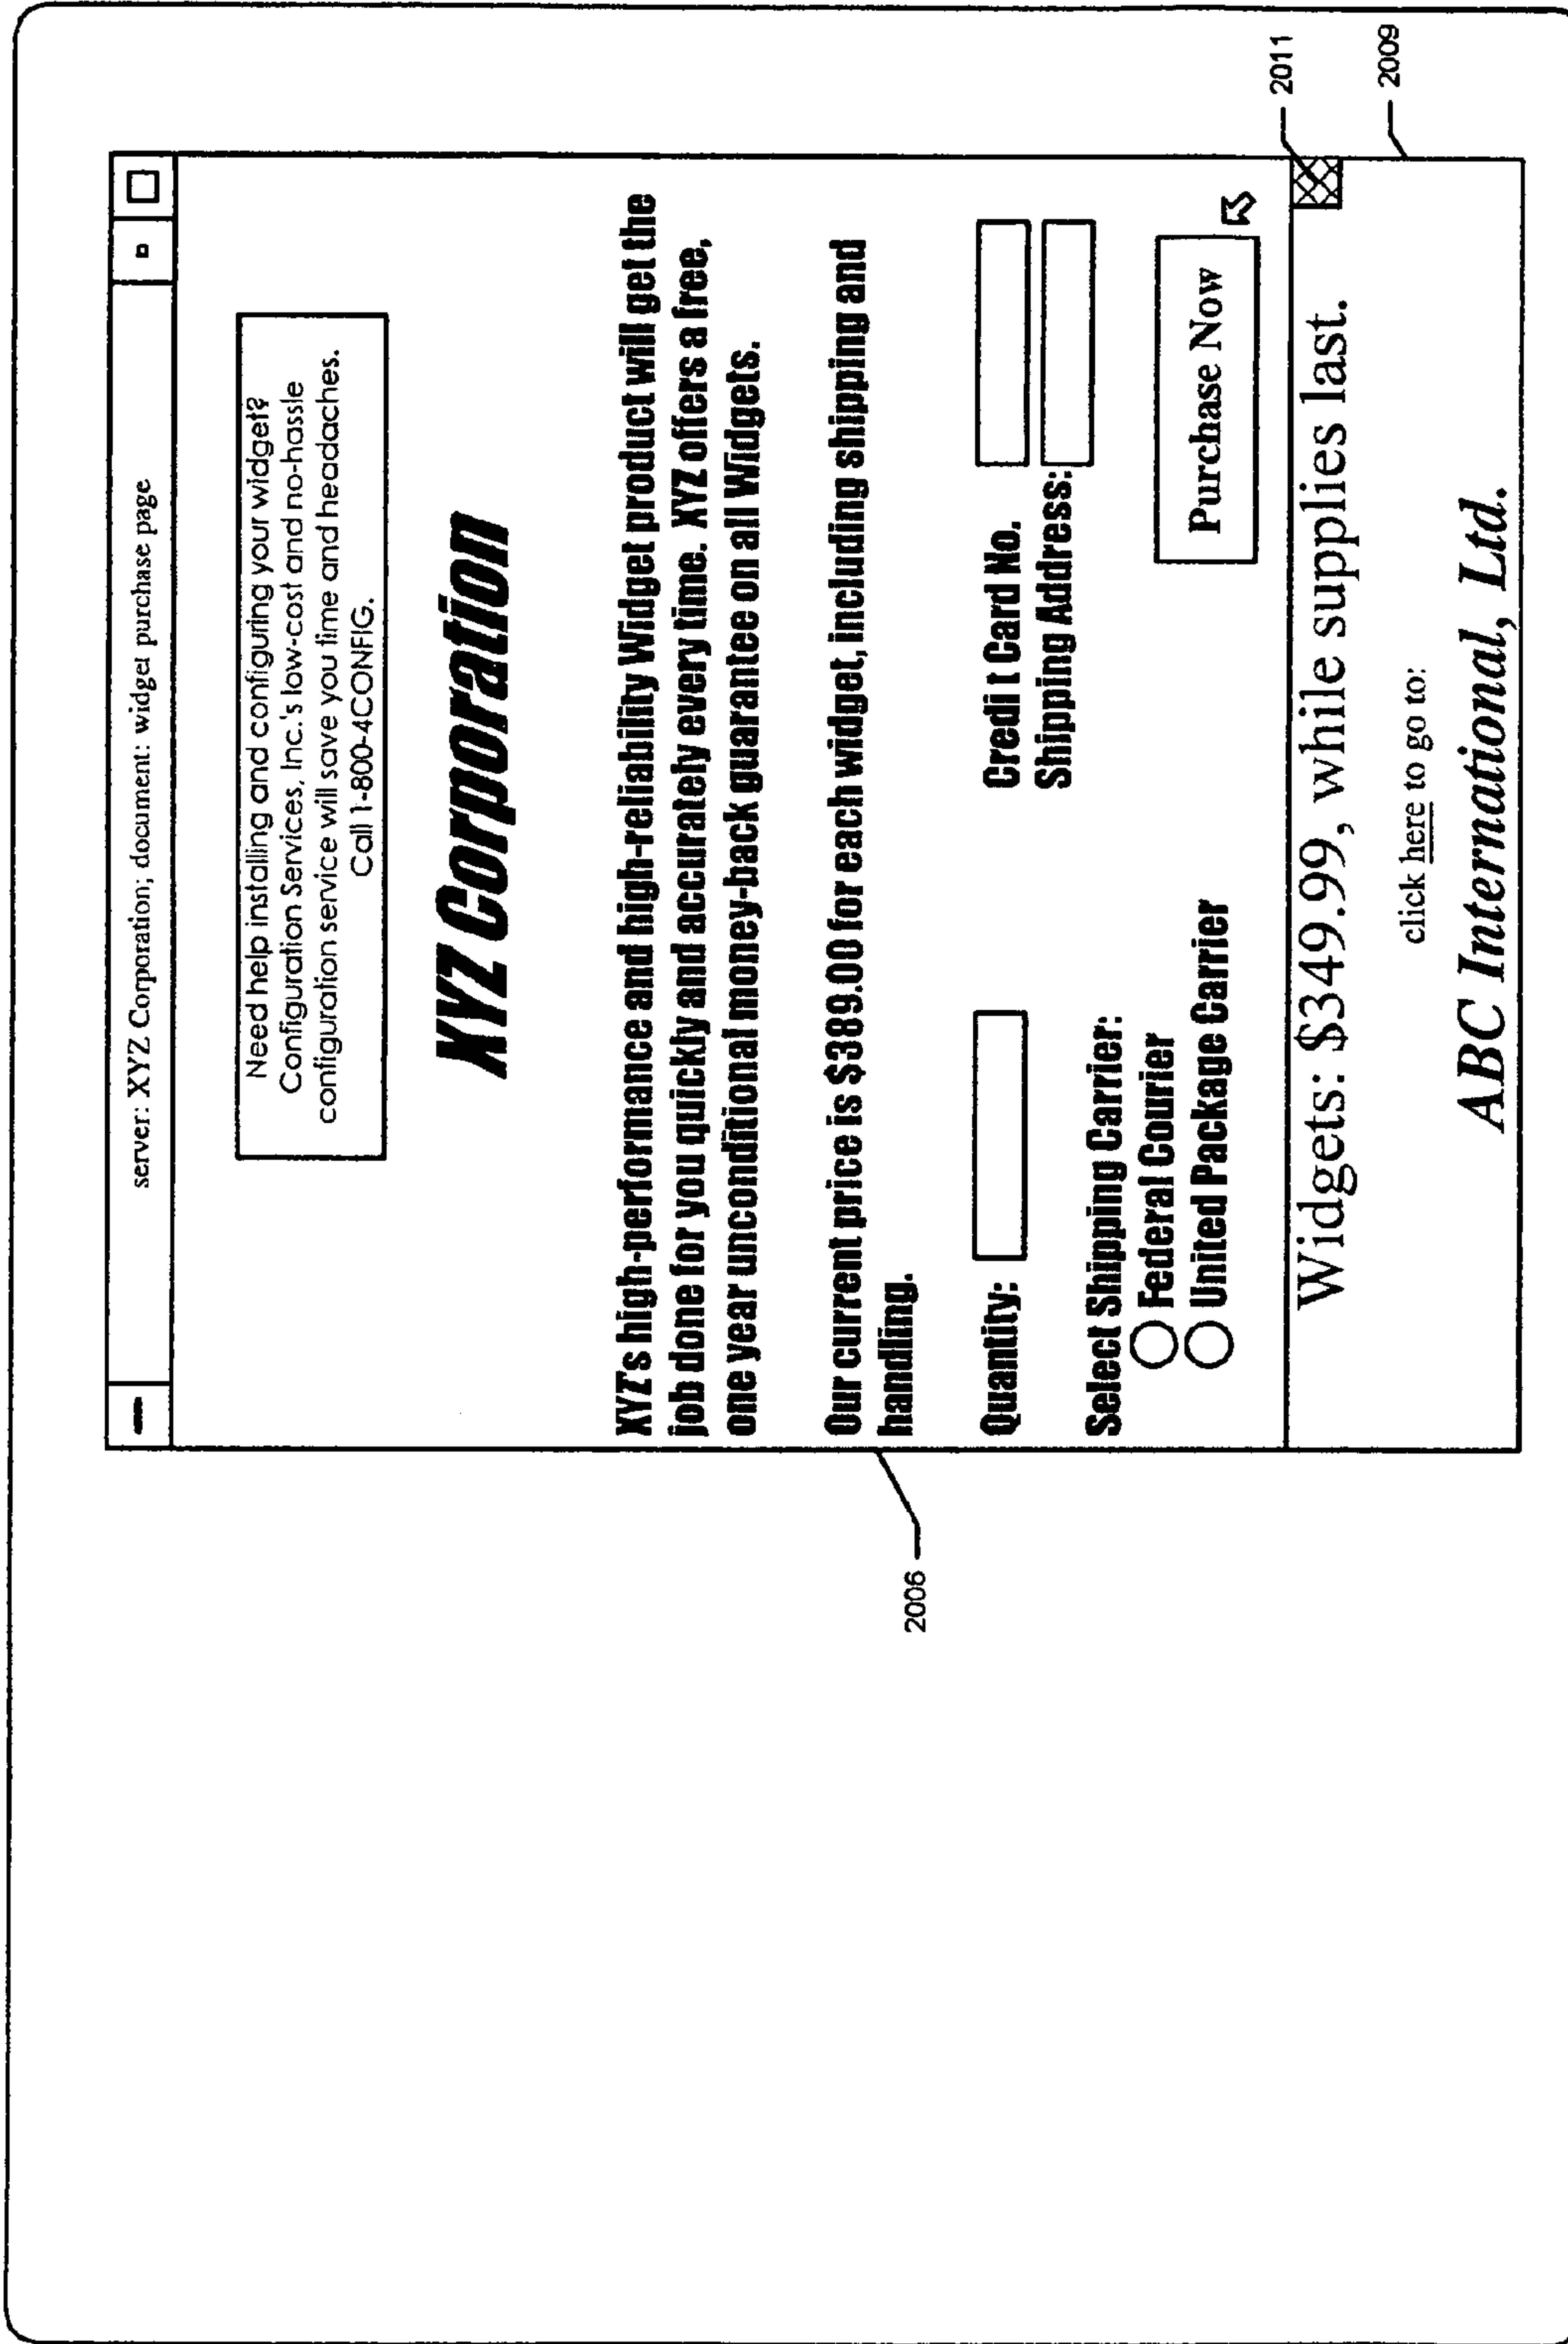 server: XYZ Corporation; document: widget purchase page
Need help installing and configuring your widget?
Configuration Services, Inc.'s low-cost and no-hassle
configuration service will save you time and headaches.
Call 1-800-4CONFIG.
XYZ Corporation
XYZ's high-performance and high-reliability Widget product will get the
job done for you quickly and accurately every time. XYZ offers a free,
one year unconditional money-back guarantee on all Widgets.
Our current price is $389.00 for each widget, including shipping and
handling.
Quantity:
Credit Card No.
Shipping Address:
Select Shipping Carrier:
Federal Courier
United Package Carrier
Purchase Now
Widgets: $349.99, while supplies last.
click here to go to:
ABC International, Ltd.
2006
2011
2009